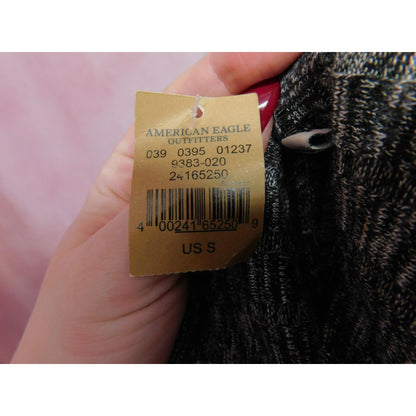 AMERICAN EAGLE
OUTFITTERS
039 0395 01237
9383-020
24165250
4 00241 65250 9
US S